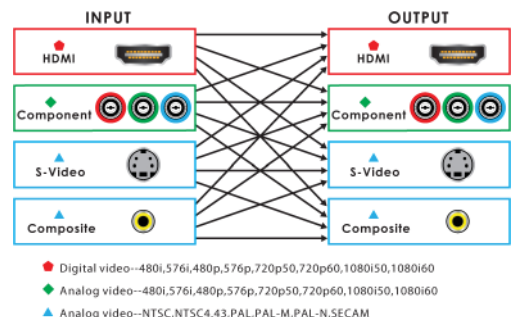 INPUT OUTPUT
HDMI HDMI
Component Component
S-Video S-Video
Composite Composite
Digital video--480i,576i,480p,576p,720p50,720p60,1080i50,1080i60
Analog video--480i,576i,480p,576p,720p50,720p60,1080i50,1080i60
Analog video--NTSC,NTSC4.43,PAL,PAL-M,PAL-N,SECAM